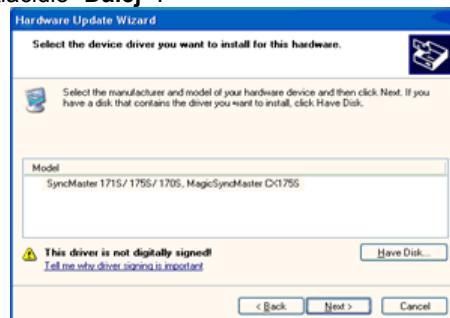 "Dalej".
Hardware Update Wizard
Select the device driver you want to install for this hardware.
Select the manufacturer and model of your hardware device and then click Next. If you
have a disk that contains the driver you want to install, click Have Disk.
Model
SyncMaster 171S/ 175S/ 170S, MagicSyncMaster CX175S
This driver is not digitally signed!
Have Disk...
Tell me why driver signing is important
< Back
Next >
Cancel